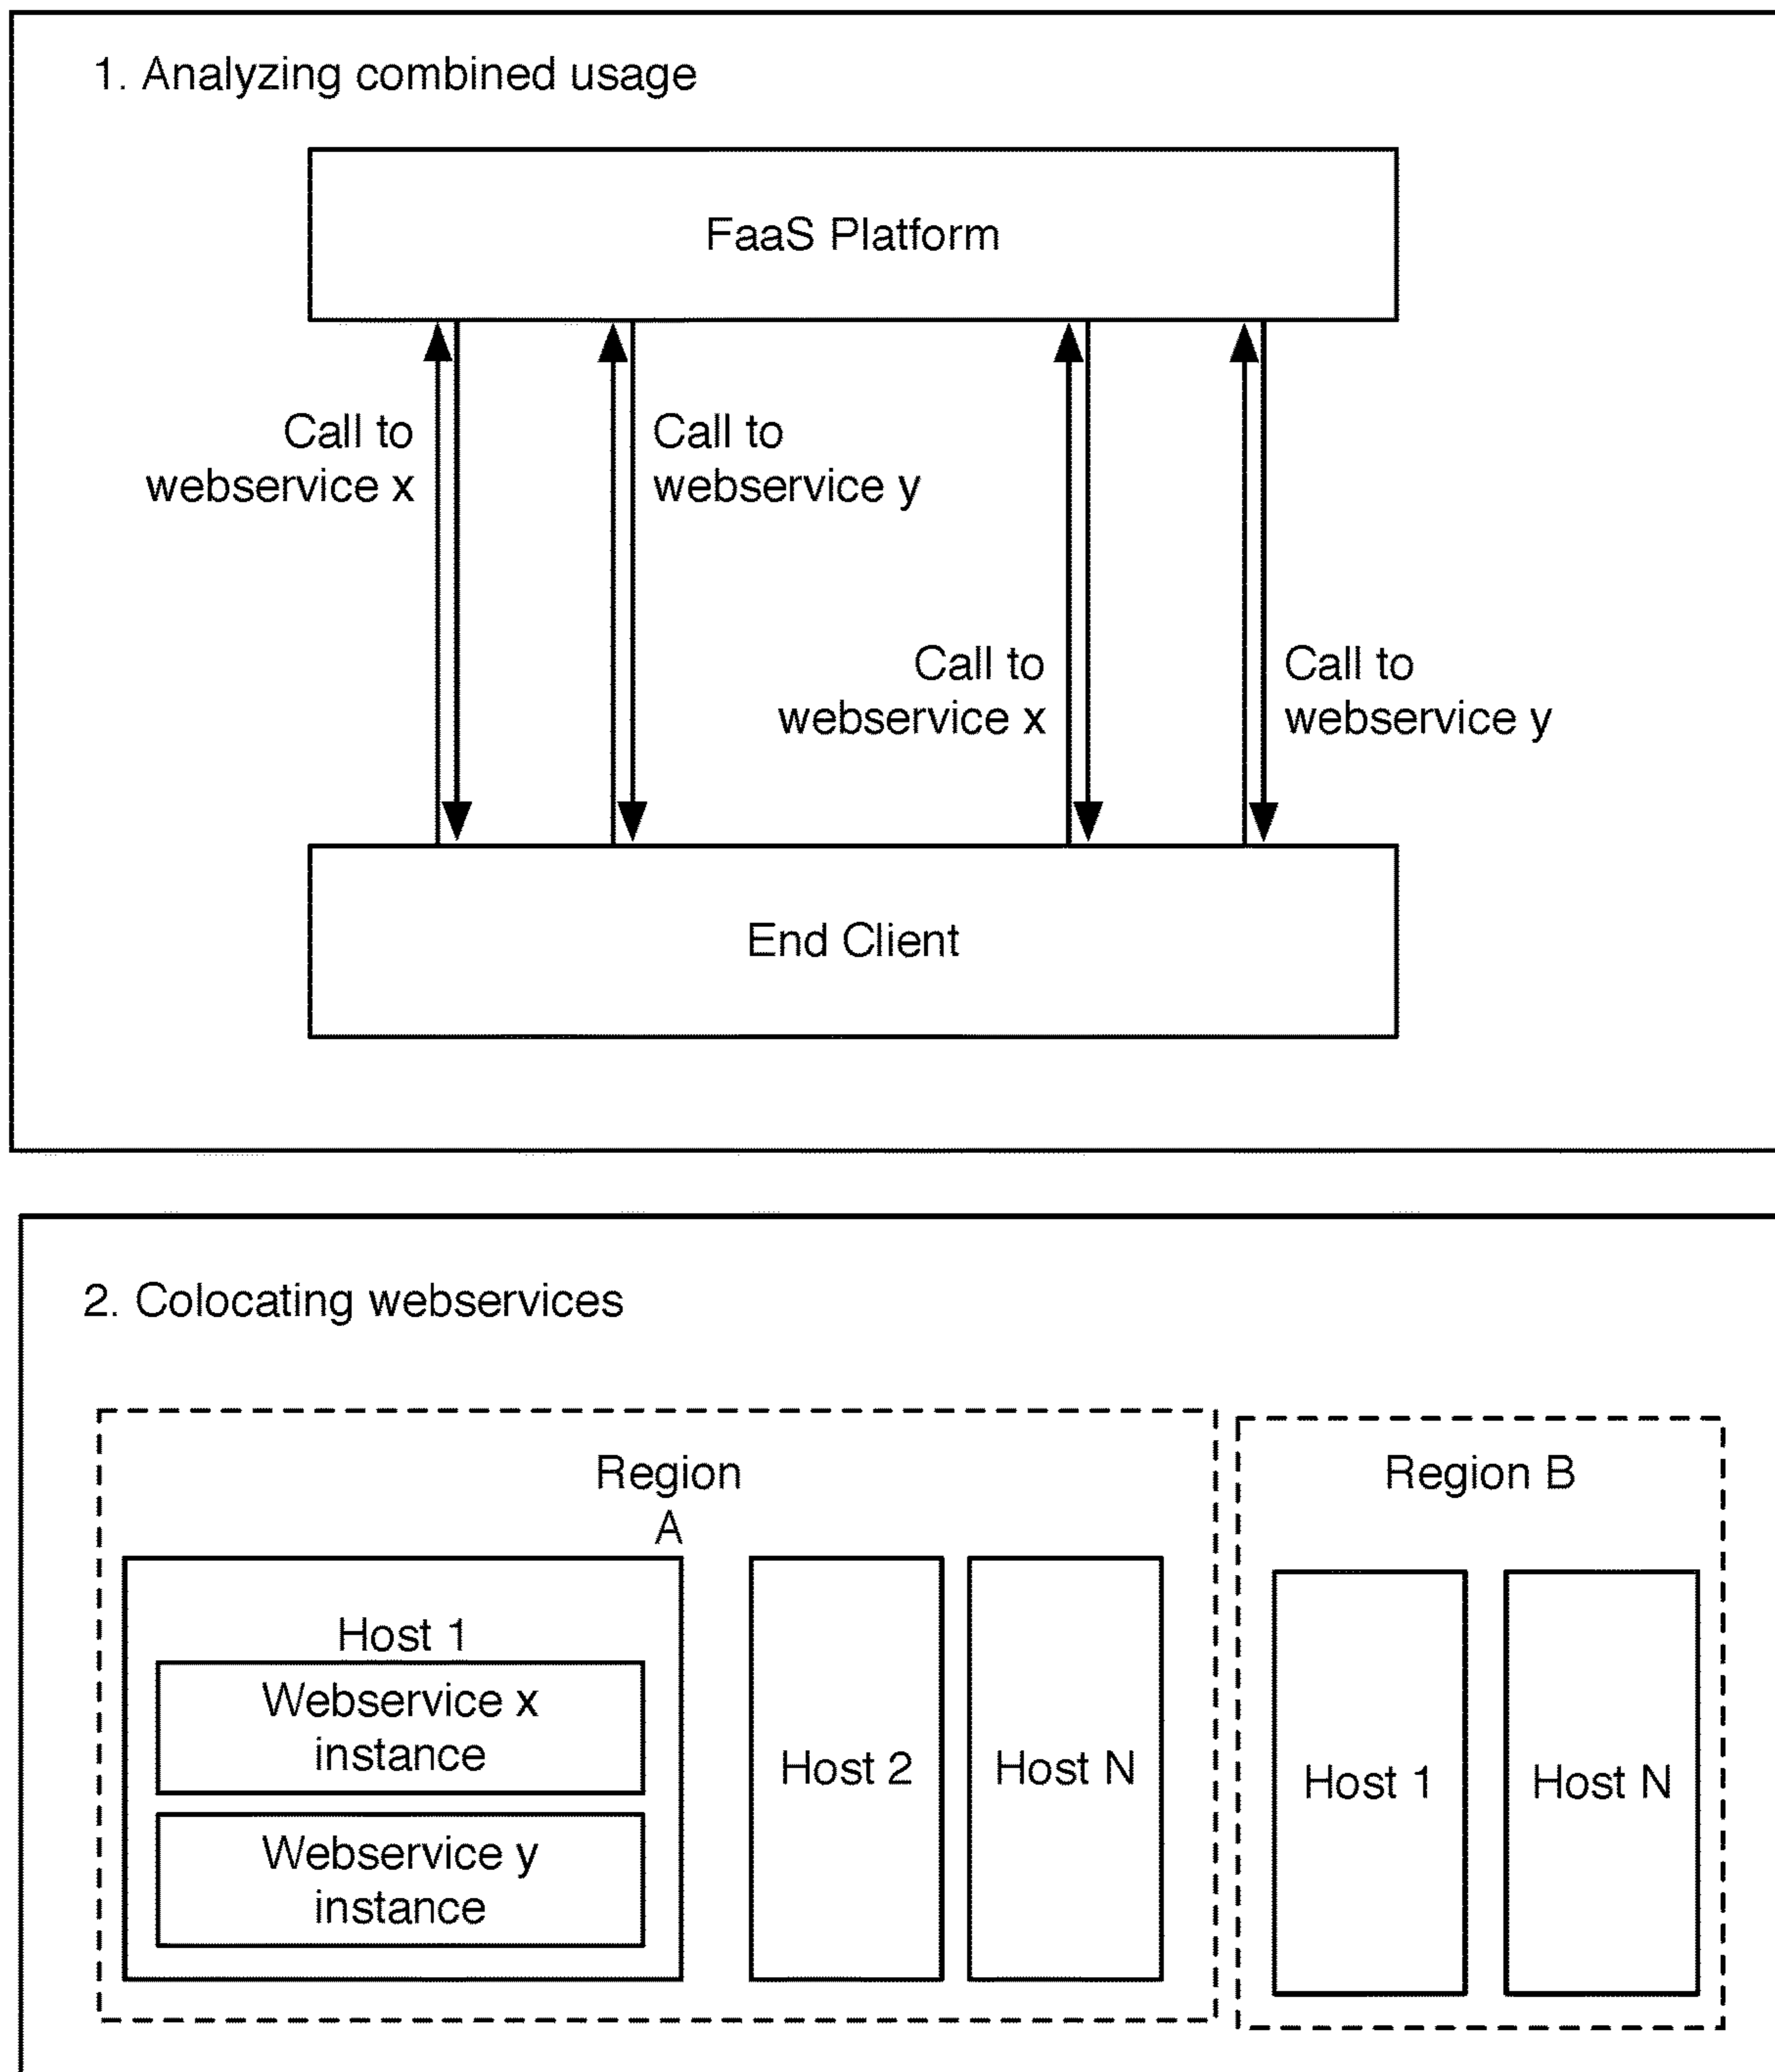 1. Analyzing combined usage
FaaS Platform
Call to
webservice x
Call to
webservice y
Call to
webservice x
Call to
webservice y
End Client
2. Colocating webservices
Region
A
Host 1
Webservice x
instance
Webservice y
instance
Host 2
Host N
Region B
Host 1
Host N